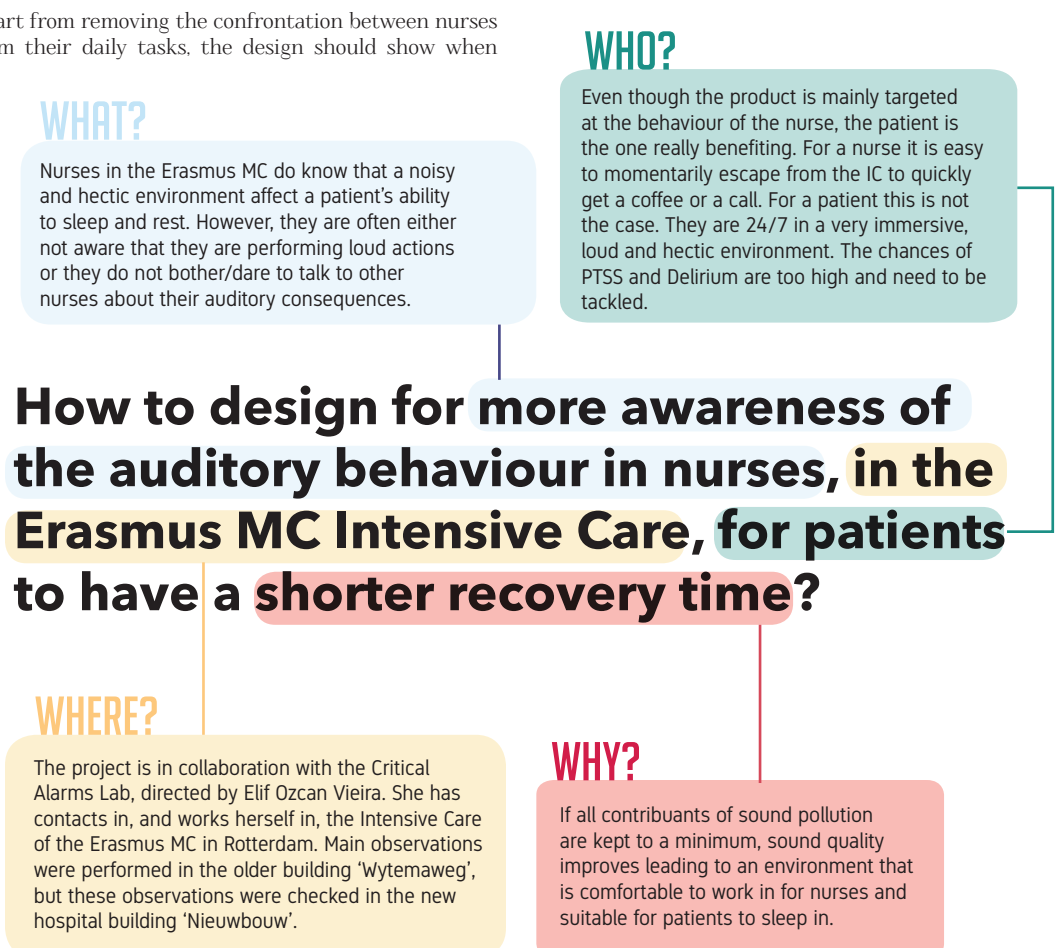 art from removing the confrontation between nurses
m their daily tasks, the design should show when
WHAT?
Nurses in the Erasmus MC do know that a noisy
and hectic environment affect a patient's ability
to sleep and rest. However, they are often either
not aware that they are performing loud actions
or they do not bother/dare to talk to other
nurses about their auditory consequences.
WHO?
Even though the product is mainly targeted
at the behaviour of the nurse, the patient is
the one really benefiting. For a nurse it is easy
to momentarily escape from the IC to quickly
get a coffee or a call. For a patient this is not
the case. They are 24/7 in a very immersive,
loud and hectic environment. The chances of
PTSS and Delirium are too high and need to be
tackled.
How to design for more awareness of
the auditory behaviour in nurses, in the
Erasmus MC Intensive Care, for patients
to have a shorter recovery time?
WHERE?
The project is in collaboration with the Critical
Alarms Lab, directed by Elif Ozcan Vieira. She has
contacts in, and works herself in, the Intensive Care
of the Erasmus MC in Rotterdam. Main observations
were performed in the older building 'Wytemaweg',
but these observations were checked in the new
hospital building 'Nieuwbouw'.
WHY?
If all contribuants of sound pollution
are kept to a minimum, sound quality
improves leading to an environment that
is comfortable to work in for nurses and
suitable for patients to sleep in.